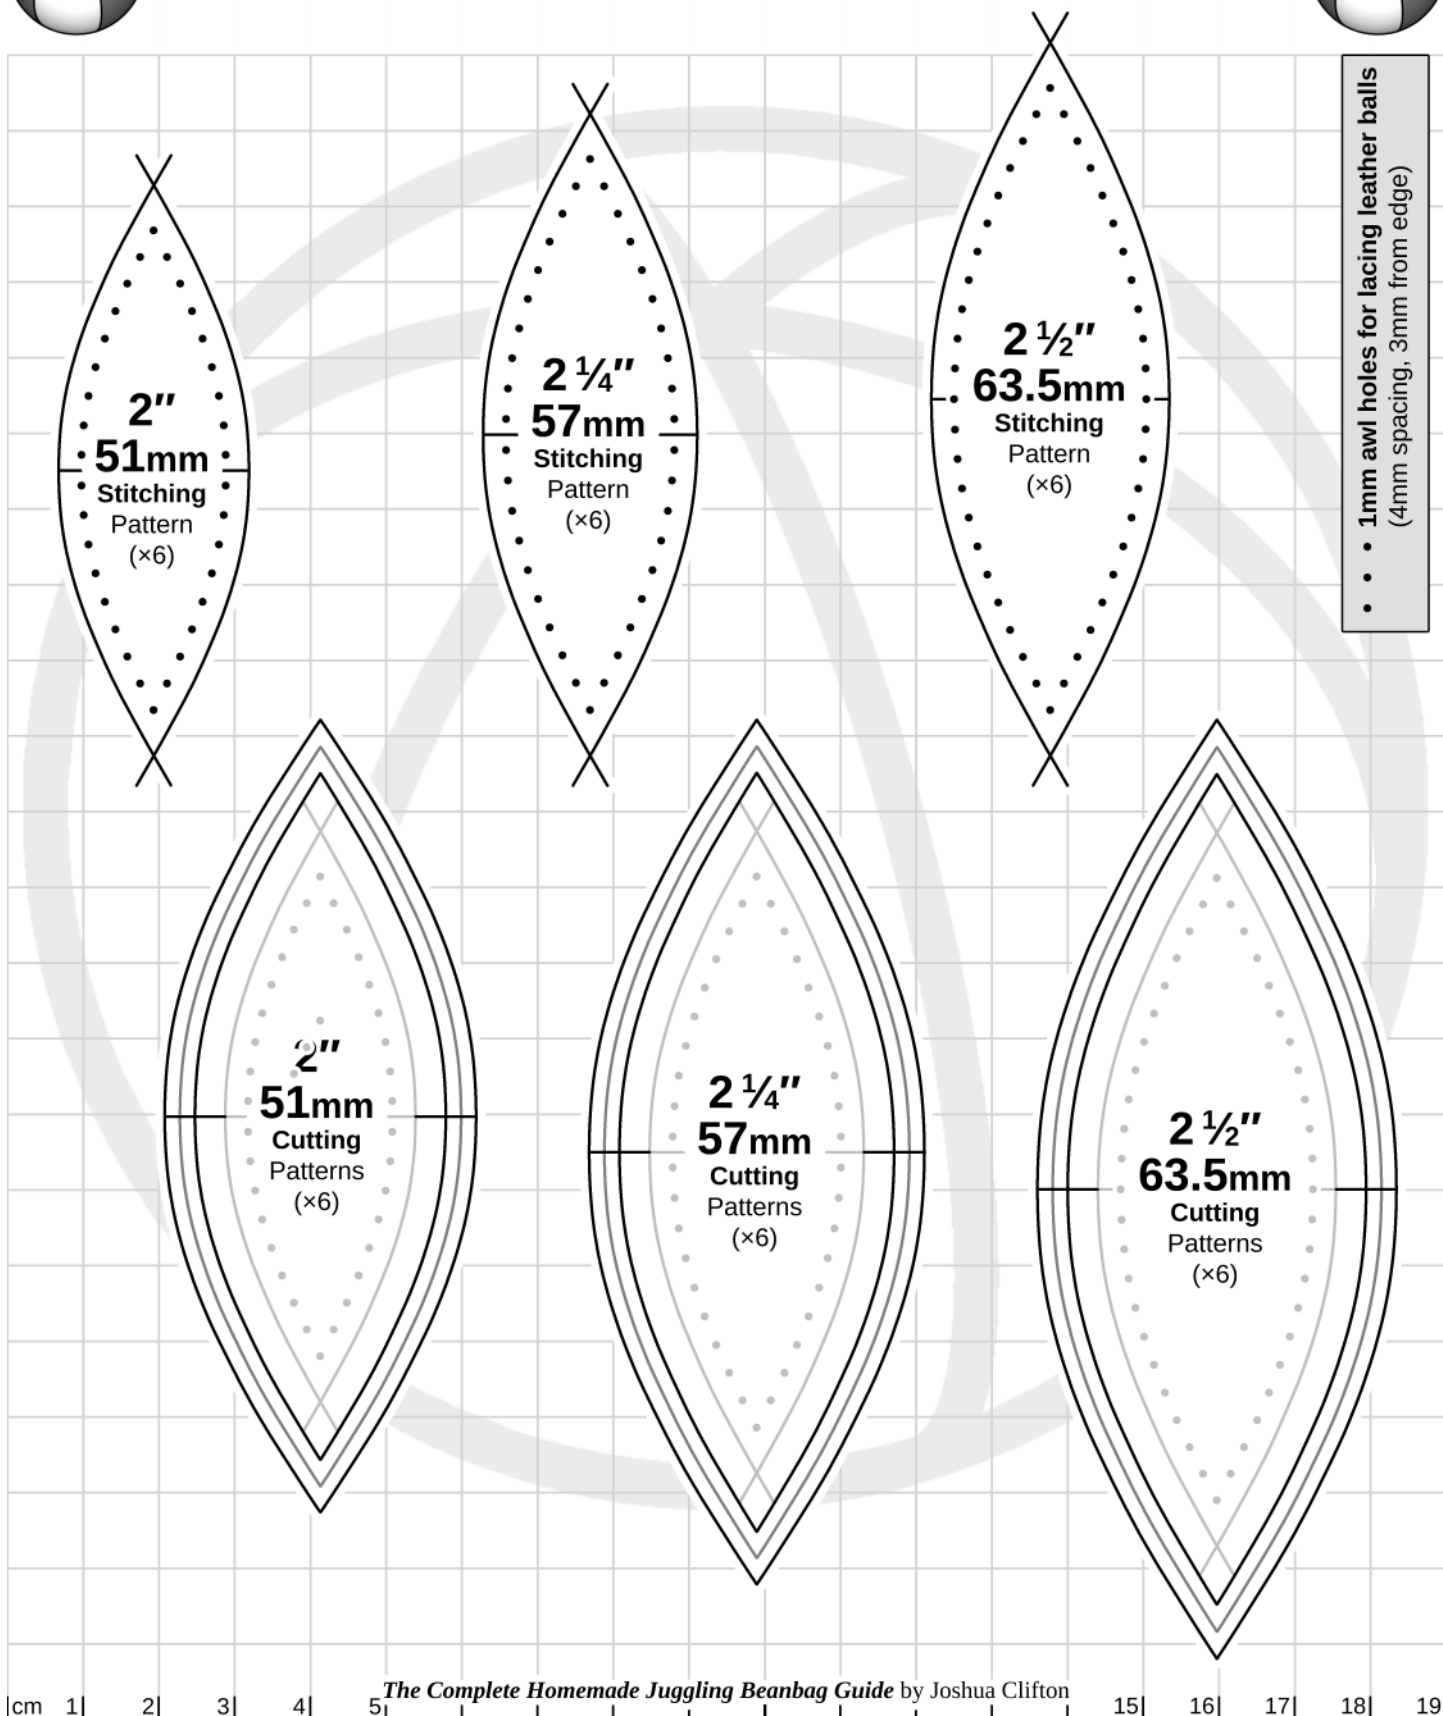 2″
51mm
Stitching
Pattern
(×6)
2 ¼″
57mm
Stitching
Pattern
(×6)
2 ½″
63.5mm
Stitching
Pattern
(×6)
1mm awl holes for lacing leather balls
(4mm spacing, 3mm from edge)
2″
51mm
Cutting
Patterns
(×6)
2 ¼″
57mm
Cutting
Patterns
(×6)
2 ½″
63.5mm
Cutting
Patterns
(×6)
The Complete Homemade Juggling Beanbag Guide by Joshua Clifton
cm 1 2 3 4 5 15 16 17 18 19